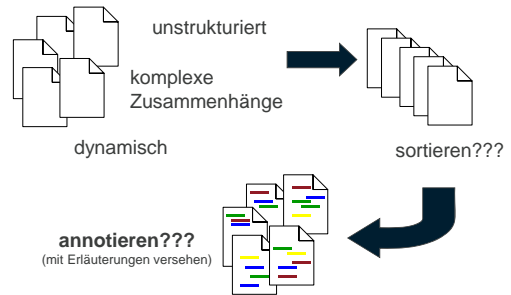 unstrukturiert
komplexe
Zusammenhänge
dynamisch
sortieren???
annotieren???
(mit Erläuterungen versehen)